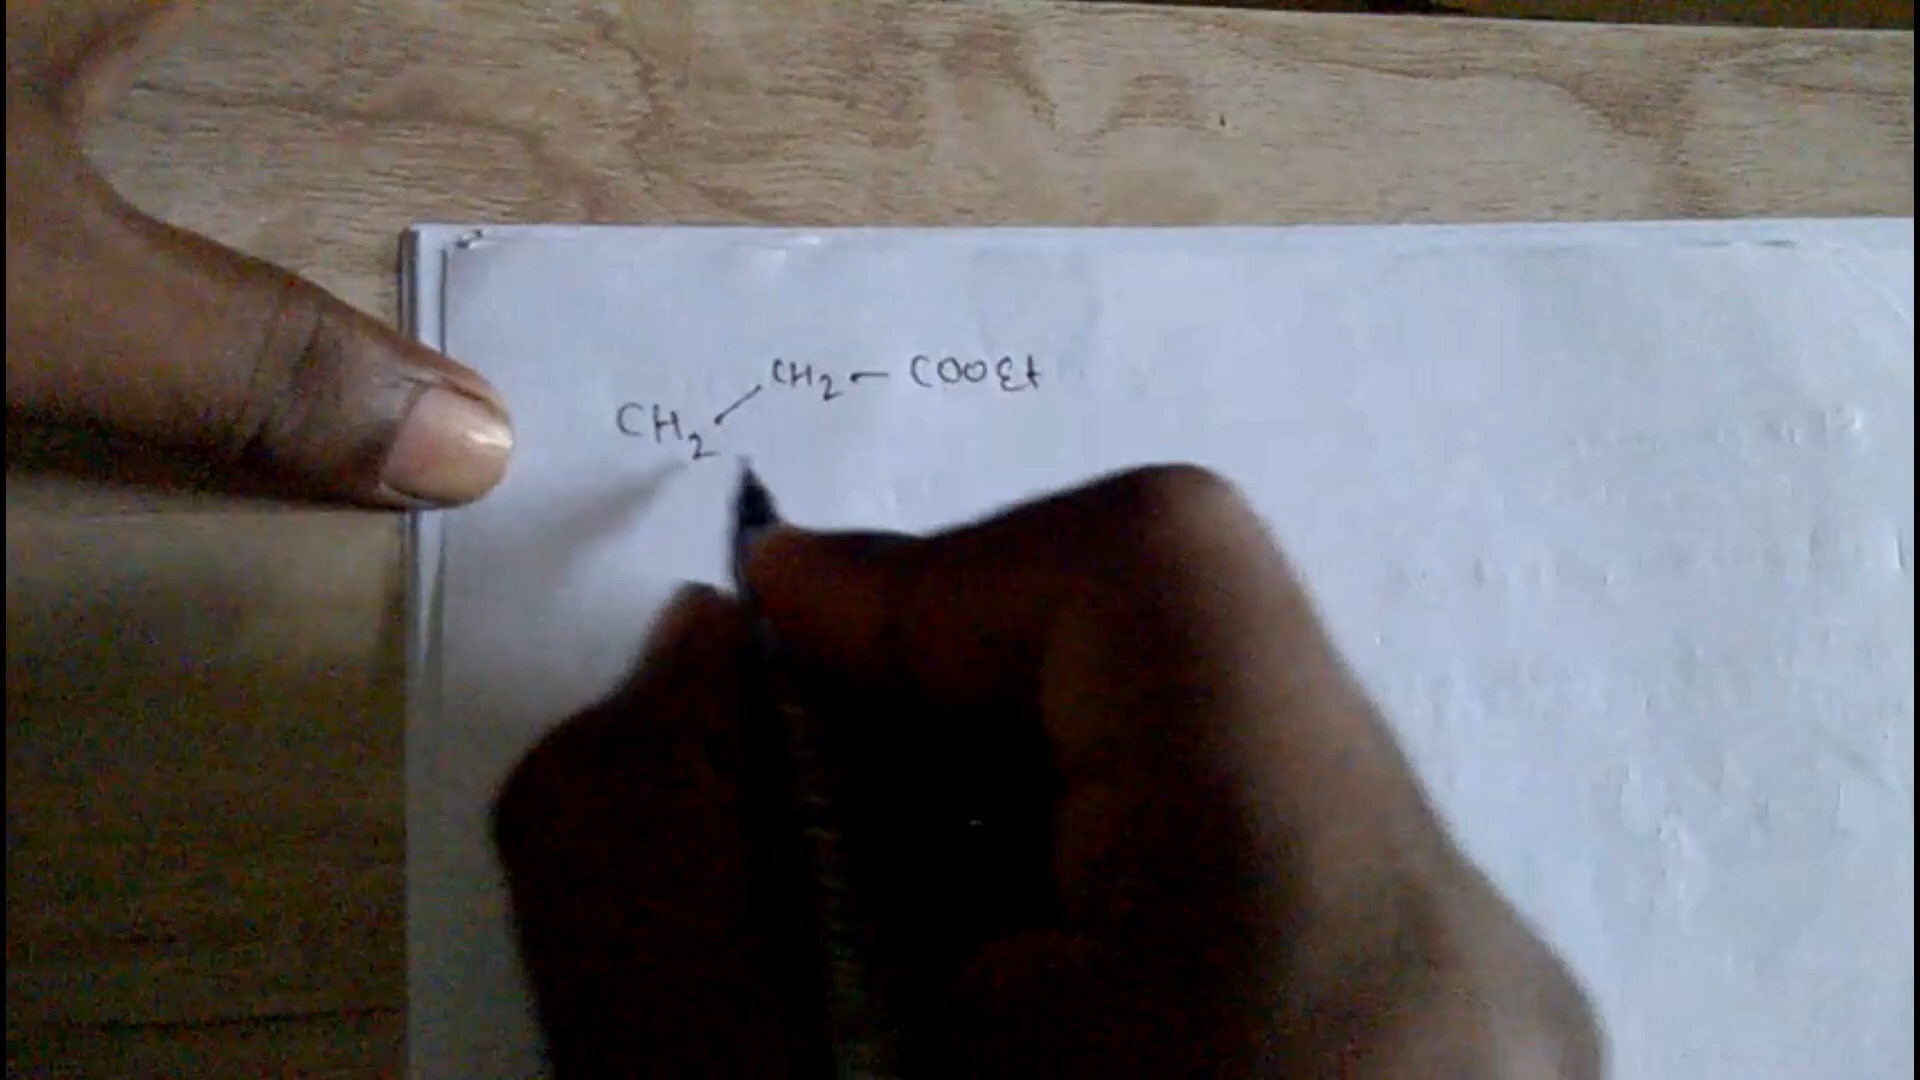 CH₂ — CH₂ — COOEt